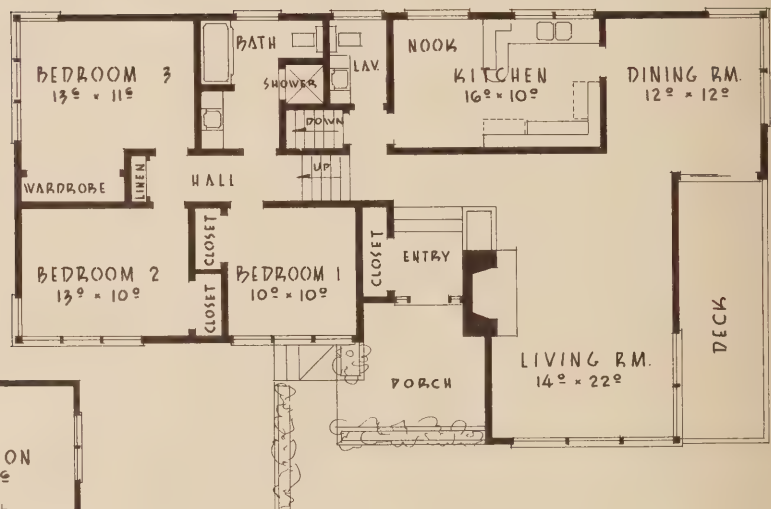 BATH
NOOK
BEDROOM 3
13⁶ × 11⁶
SHOWER
LAV.
KITCHEN
16⁰ × 10⁰
DINING RM.
12⁰ × 12⁰
DOWN
UP
WARDROBE
LINEN
HALL
CLOSET
CLOSET
BEDROOM 2
13⁰ × 10⁰
BEDROOM 1
10⁰ × 10⁰
CLOSET
ENTRY
DECK
LIVING RM.
14⁰ × 22⁰
PORCH
ON